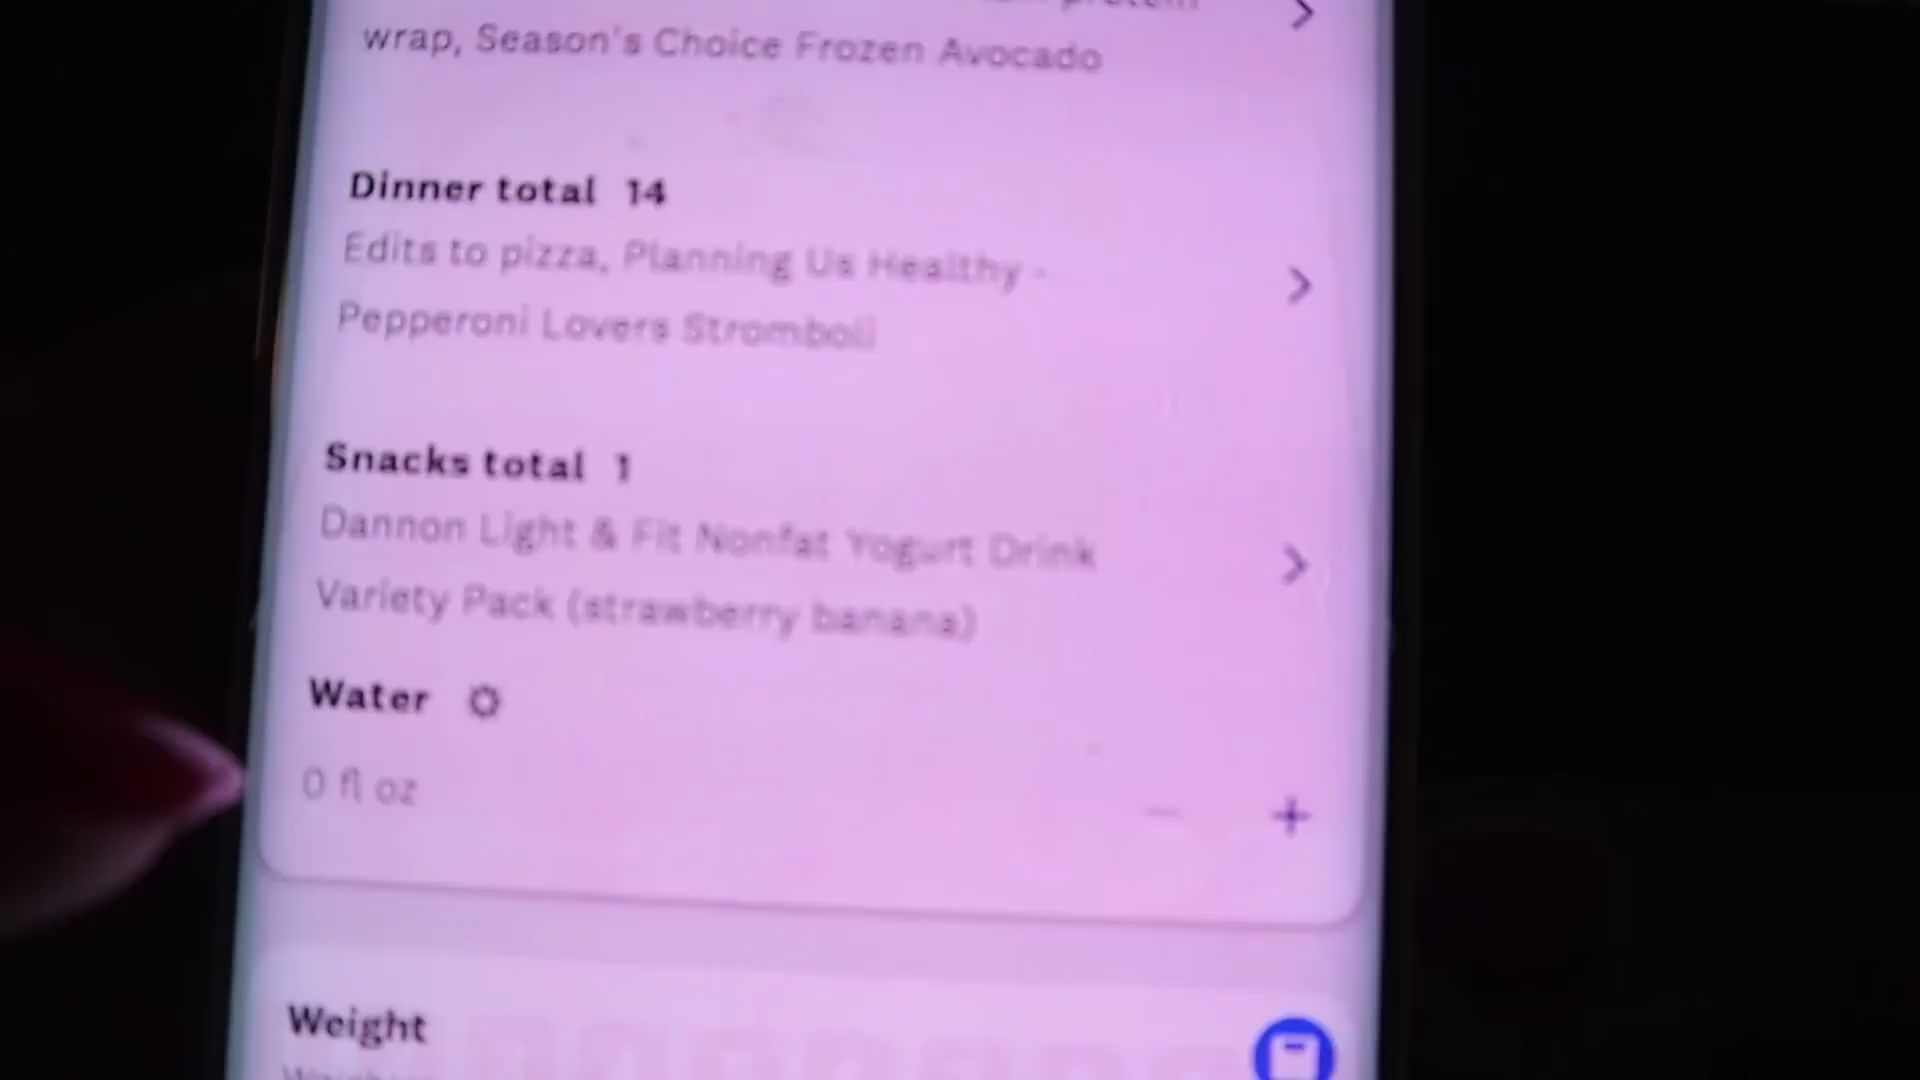 protein
wrap, Season's Choice Frozen Avocado
Dinner total 14
Edits to pizza, Planning Us Healthy -
Pepperoni Lovers Stromboli
Snacks total 1
Dannon Light & Fit Nonfat Yogurt Drink
Variety Pack (strawberry banana)
Water
0 fl oz
Weight